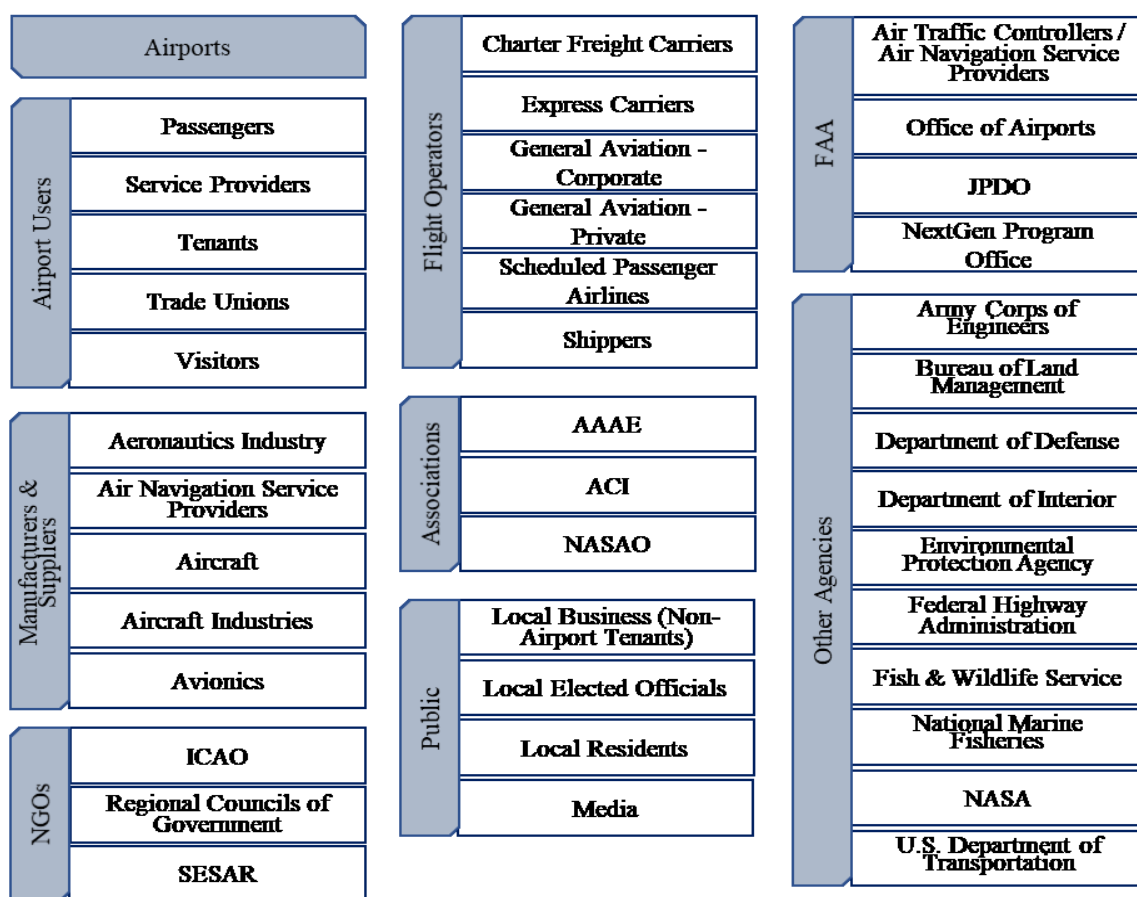 Airports
Airport Users
Passengers
Service Providers
Tenants
Trade Unions
Visitors
Manufacturers &
Suppliers
Aeronautics Industry
Air Navigation Service
Providers
Aircraft
Aircraft Industries
Avionics
NGOs
ICAO
Regional Councils of
Government
SESAR
Flight Operators
Charter Freight Carriers
Express Carriers
General Aviation -
Corporate
General Aviation -
Private
Scheduled Passenger
Airlines
Shippers
Associations
AAAE
ACI
NASAO
Public
Local Business (Non-
Airport Tenants)
Local Elected Officials
Local Residents
Media
FAA
Air Traffic Controllers /
Air Navigation Service
Providers
Office of Airports
JPDO
NextGen Program
Office
Other Agencies
Army Corps of
Engineers
Bureau of Land
Management
Department of Defense
Department of Interior
Environmental
Protection Agency
Federal Highway
Administration
Fish & Wildlife Service
National Marine
Fisheries
NASA
U.S. Department of
Transportation